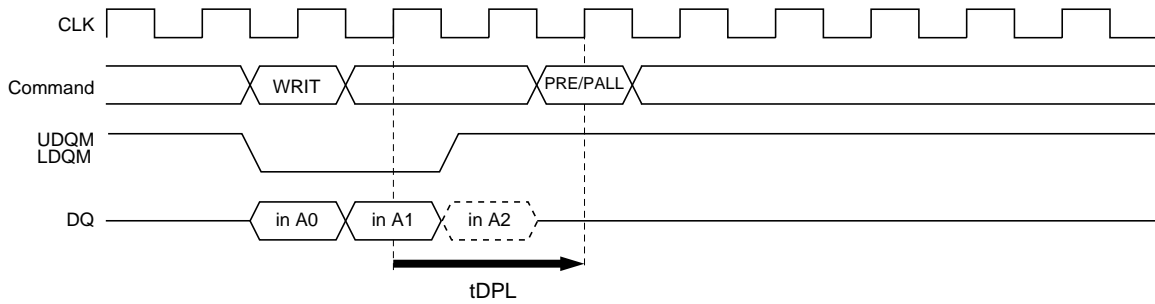 CLK
Command
WRIT
PRE/PALL
UDQM
LDQM
DQ
in A0
in A1
in A2
tDPL